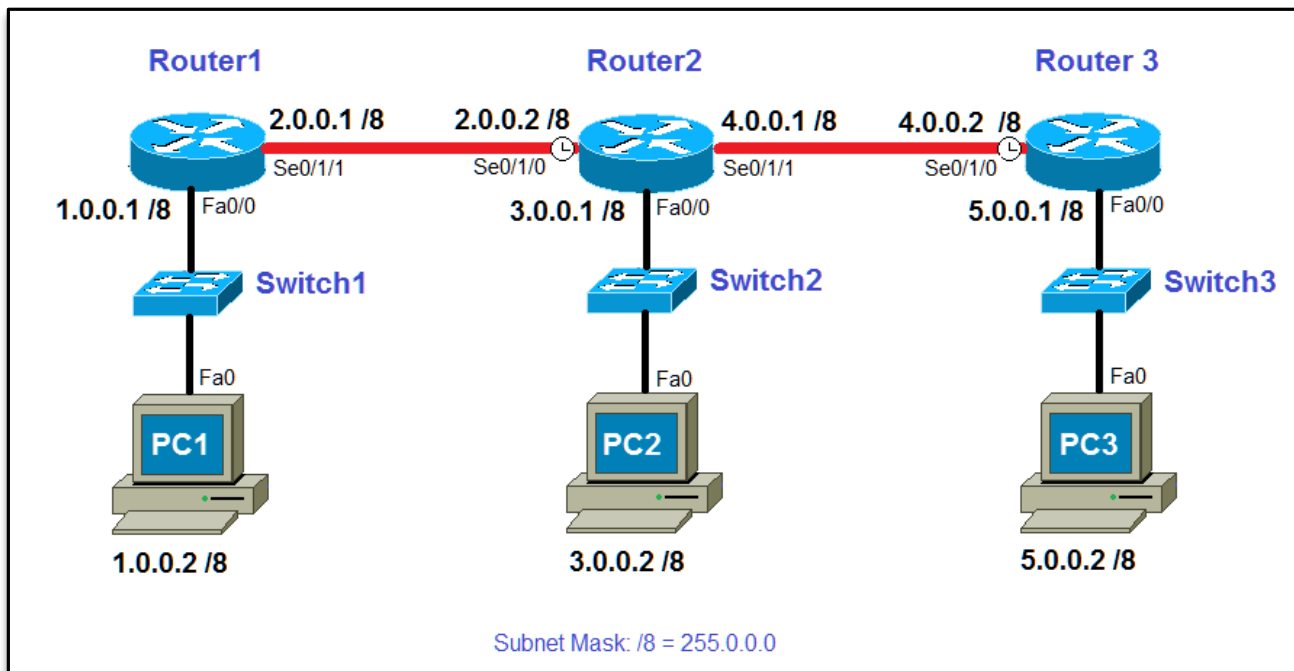 Router1
Router2
Router 3
2.0.0.1 /8
2.0.0.2 /8
4.0.0.1 /8
4.0.0.2 /8
Se0/1/1
Se0/1/0
Se0/1/1
Se0/1/0
1.0.0.1 /8
Fa0/0
3.0.0.1 /8
Fa0/0
5.0.0.1 /8
Fa0/0
Switch1
Switch2
Switch3
Fa0
Fa0
Fa0
PC1
PC2
PC3
1.0.0.2 /8
3.0.0.2 /8
5.0.0.2 /8
Subnet Mask: /8 = 255.0.0.0